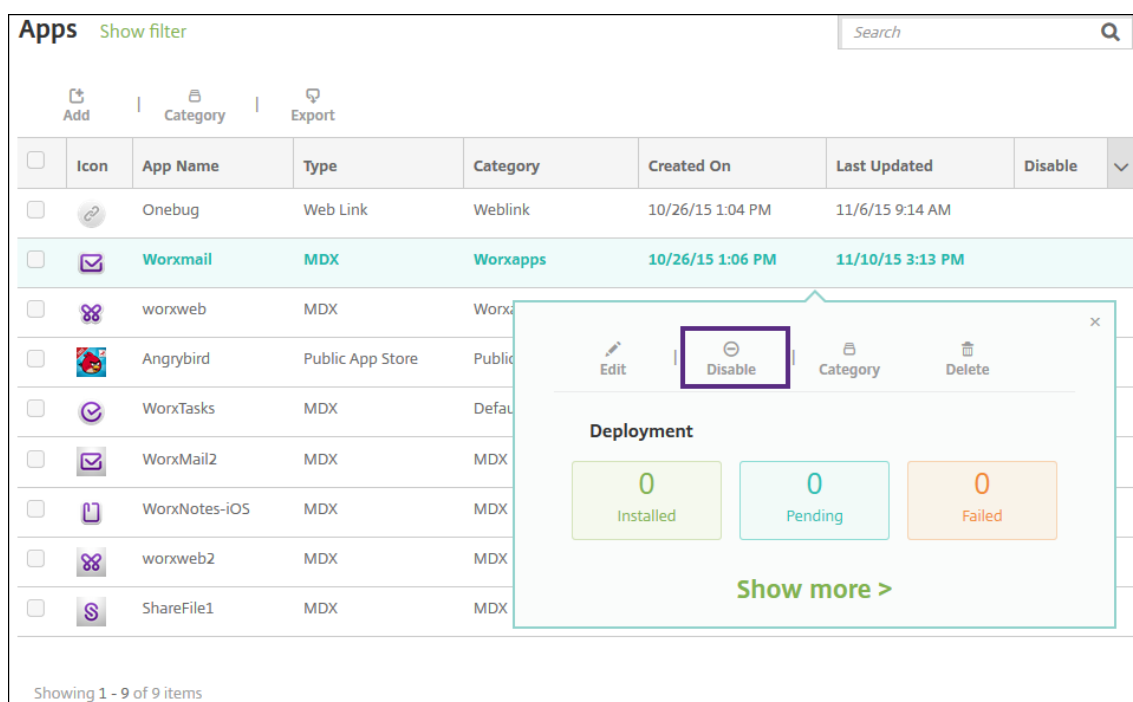 Apps Show filter Search
Add | Category | Export
Icon App Name Type Category Created On Last Updated Disable
Onebug Web Link Weblink 10/26/15 1:04 PM 11/6/15 9:14 AM
Worxmail MDX Worxapps 10/26/15 1:06 PM 11/10/15 3:13 PM
worxweb MDX Worxa
Angrybird Public App Store Public
WorxTasks MDX Defau
WorxMail2 MDX MDX
WorxNotes-iOS MDX MDX
worxweb2 MDX MDX
ShareFile1 MDX MDX
×
Edit | Disable | Category Delete
Deployment
0 0 0
Installed Pending Failed
Show more >
Showing 1 - 9 of 9 items